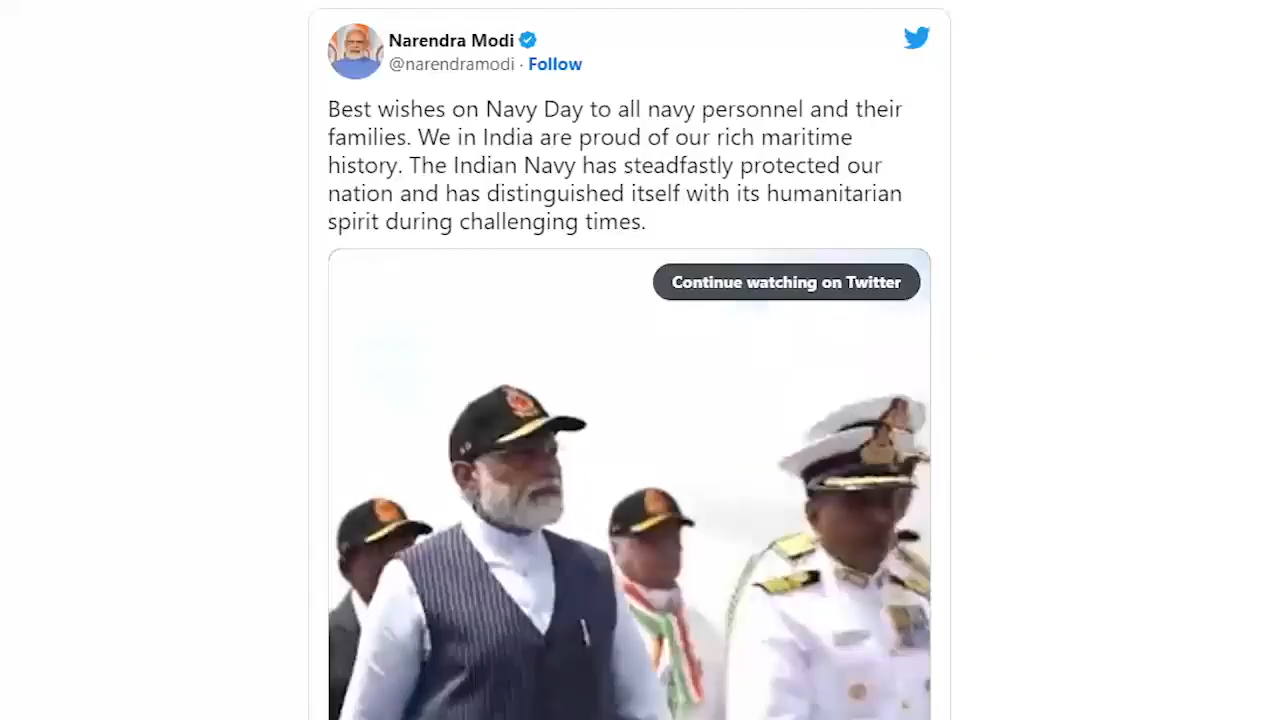 Narendra Modi
@narendramodi · Follow
Best wishes on Navy Day to all navy personnel and their
families. We in India are proud of our rich maritime
history. The Indian Navy has steadfastly protected our
nation and has distinguished itself with its humanitarian
spirit during challenging times.
Continue watching on Twitter